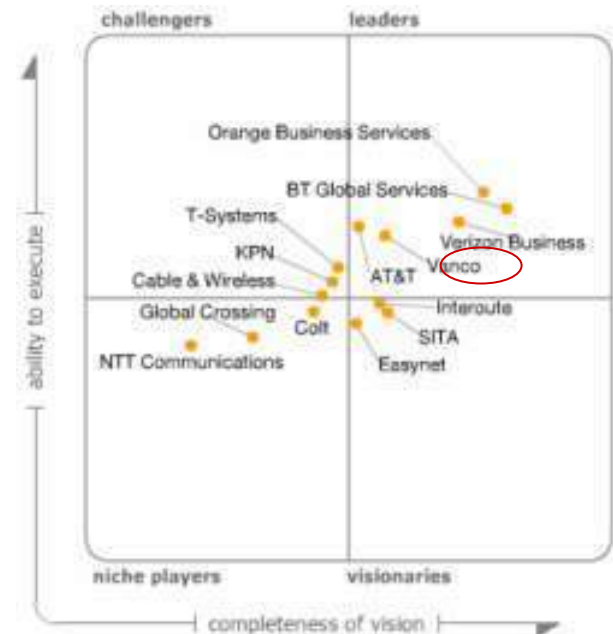 challengers
leaders
Orange Business Services
BT Global Services
T-Systems
Verizon Business
KPN
AT&T
Vanco
Cable & Wireless
Interoute
Global Crossing
Colt
SITA
NTT Communications
Easynet
ability to execute
niche players
visionaries
completeness of vision